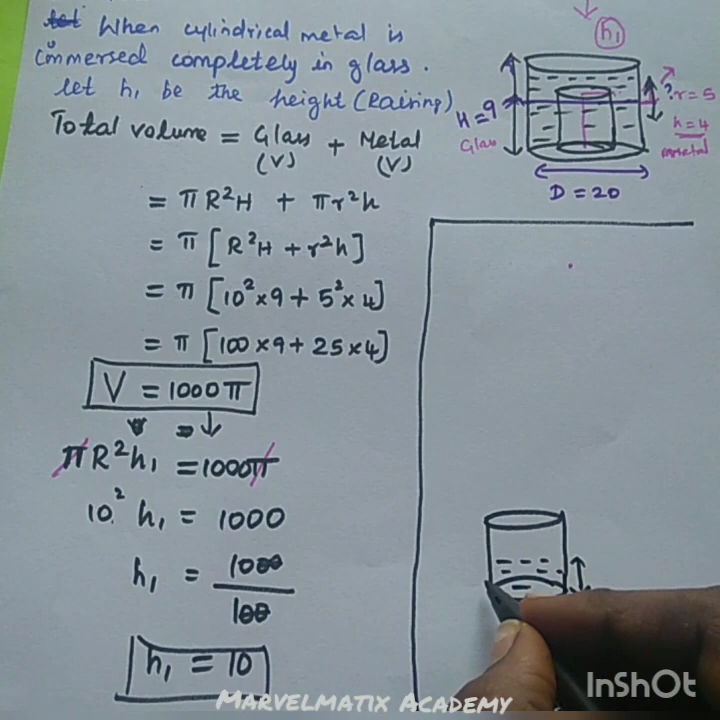 When cylindrical metal is
immersed completely in glass.
let h₁ be the height (Raising)
Total volume = Glass + Metal
(V) (V)
= πR²H + πr²h
= π [R²H + r²h]
= π [10² × 9 + 5² × 4]
= π [100 × 9 + 25 × 4]
V = 1000π
⇒ ↓
πR²h₁ = 1000π
10² h₁ = 1000
h₁ = 1000/100
h₁ = 10
h₁
H = 9
Glass
? r = 5
h = 4
metal
D = 20
InShOt
MARVELMATIX ACADEMY